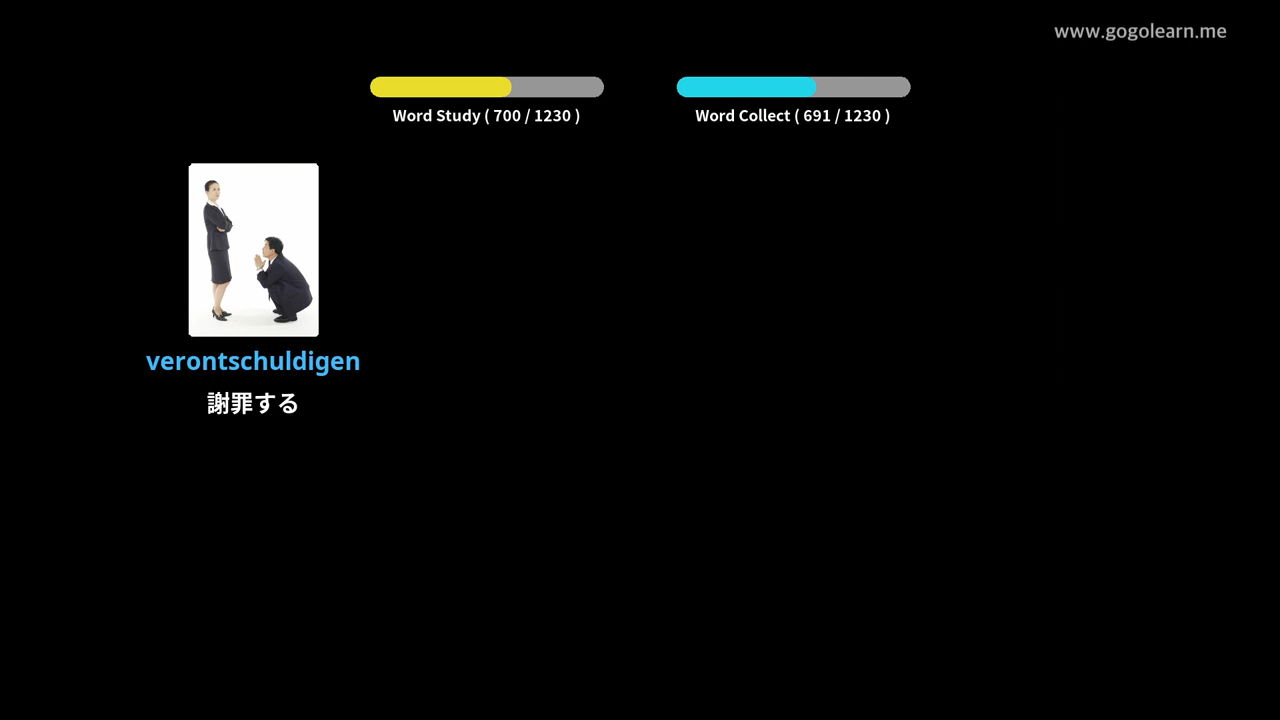 www.gogolearn.me
Word Study ( 700 / 1230 )
Word Collect ( 691 / 1230 )
verontschuldigen
謝罪する